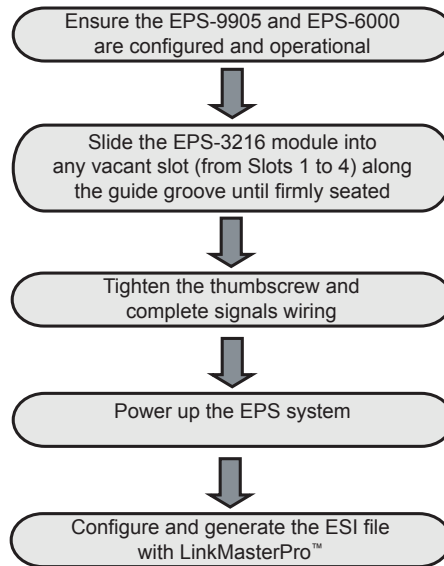 Ensure the EPS-9905 and EPS-6000
are configured and operational
Slide the EPS-3216 module into
any vacant slot (from Slots 1 to 4) along
the guide groove until firmly seated
Tighten the thumbscrew and
complete signals wiring
Power up the EPS system
Configure and generate the ESI file
with LinkMasterPro™